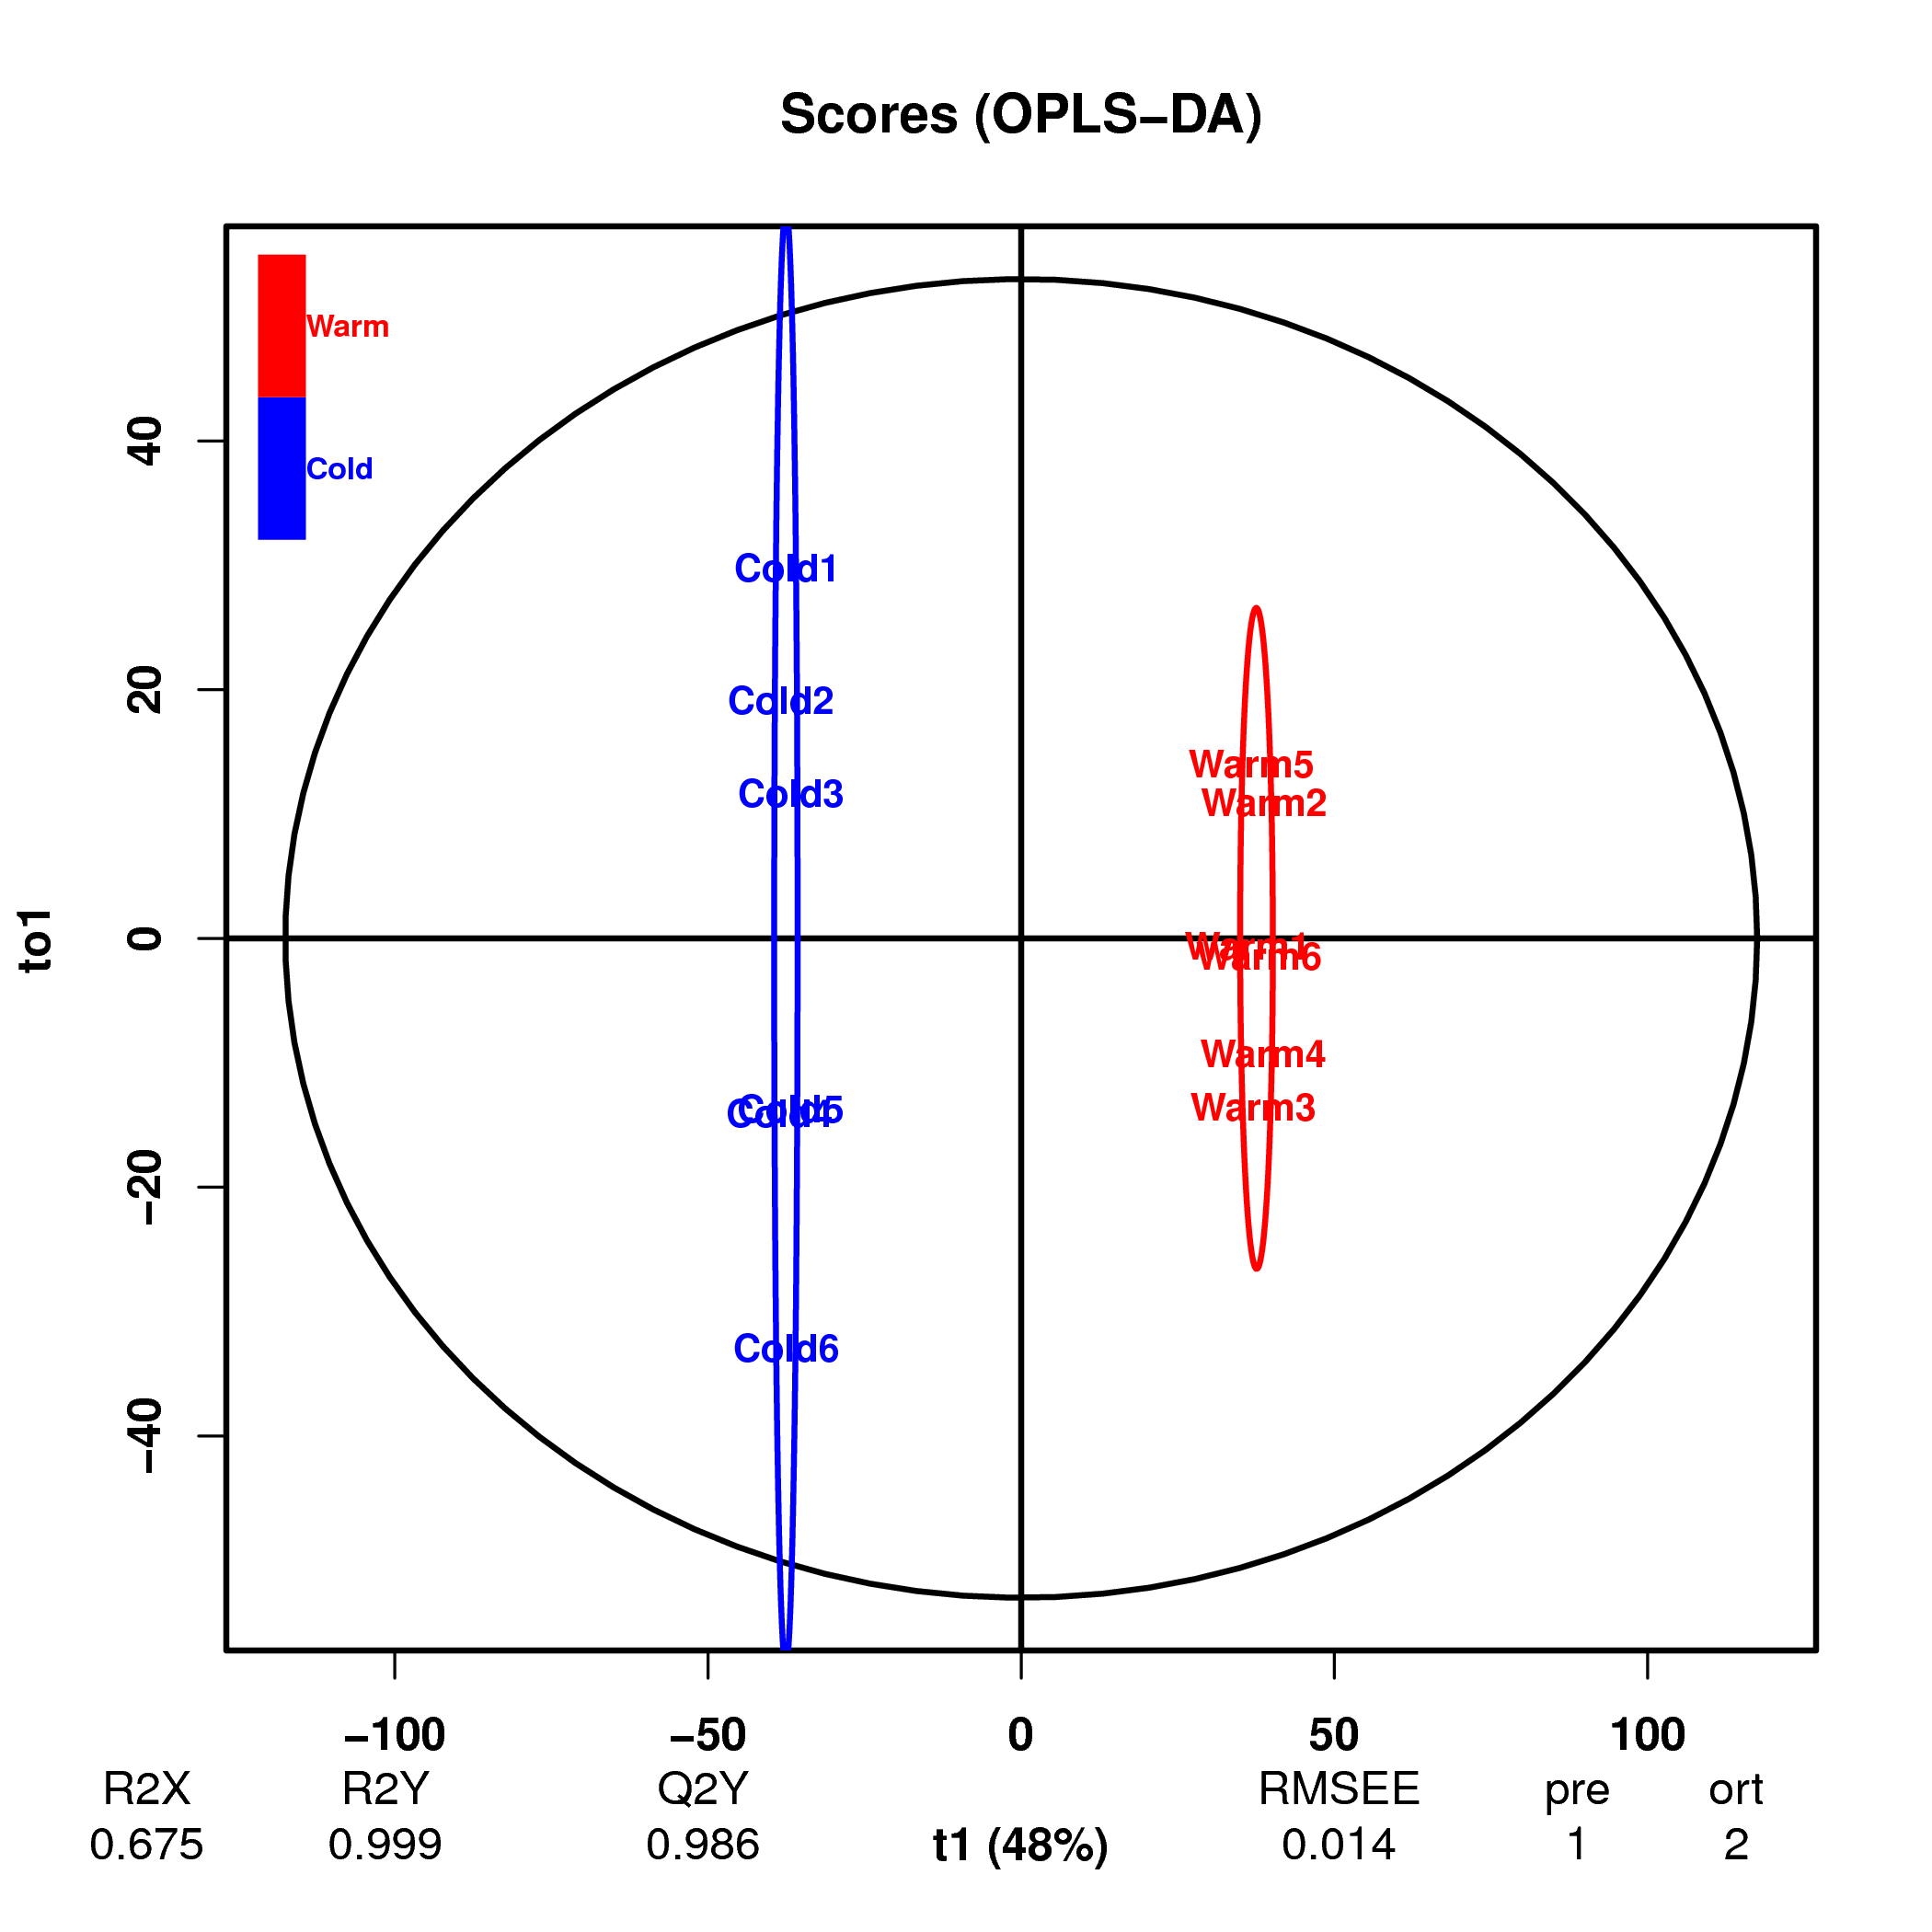 Scores (OPLS−DA)
Warm
Cold
to1
40
20
0
−20
−40
Cold1
Cold2
Cold3
Cold4
Cold5
Cold6
Warm5
Warm2
Warm1
Warm6
Warm4
Warm3
−100 −50 0 50 100
R2X R2Y Q2Y RMSEE pre ort
0.675 0.999 0.986 t1 (48%) 0.014 1 2